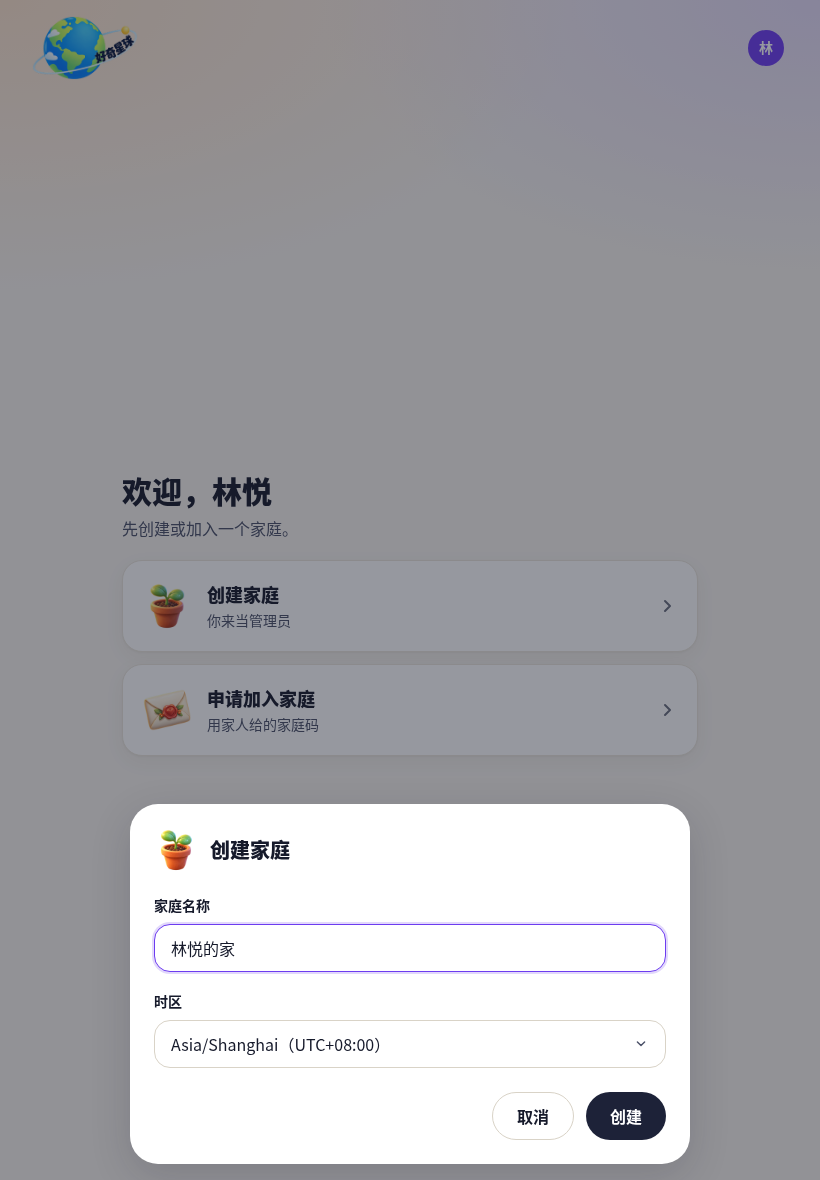 好奇星球
林
欢迎，林悦
先创建或加入一个家庭。
创建家庭
你来当管理员
申请加入家庭
用家人给的家庭码
创建家庭
家庭名称
林悦的家
时区
Asia/Shanghai（UTC+08:00）
取消
创建